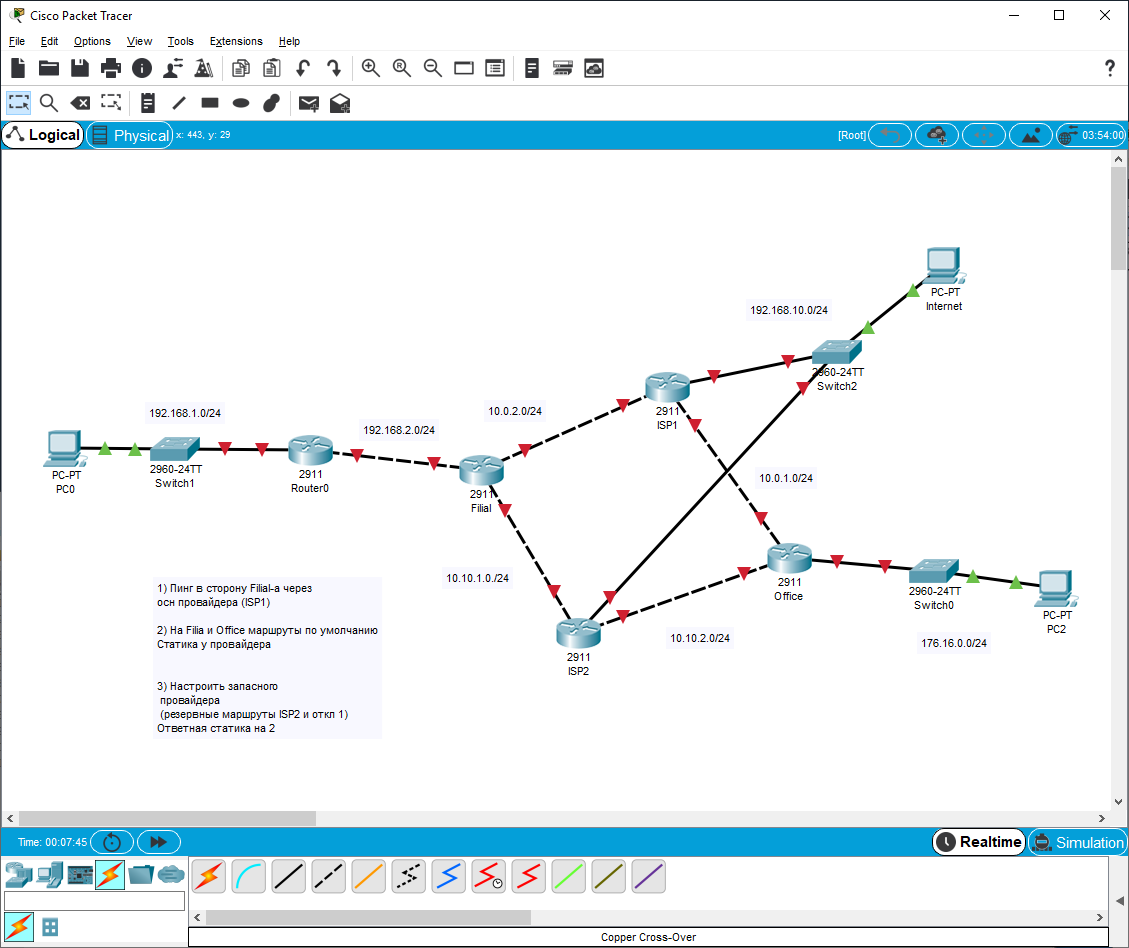 Cisco Packet Tracer
File Edit Options View Tools Extensions Help
Logical Physical x: 443, y: 29 [Root] 03:54:00
PC-PT
Internet
192.168.10.0/24
2960-24TT
Switch2
2911
ISP1
10.0.2.0/24
192.168.1.0/24
192.168.2.0/24
PC-PT
PC0
2960-24TT
Switch1
2911
Router0
2911
Filial
10.0.1.0/24
10.10.1.0./24
2911
Office
2960-24TT
Switch0
PC-PT
PC2
10.10.2.0/24
176.16.0.0/24
2911
ISP2
1) Пинг в сторону Filial-а через
осн провайдера (ISP1)
2) На Filia и Office маршруты по умолчанию
Статика у провайдера
3) Настроить запасного
провайдера
(резервные маршруты ISP2 и откл 1)
Ответная статика на 2
Time: 00:07:45 Realtime Simulation
Copper Cross-Over